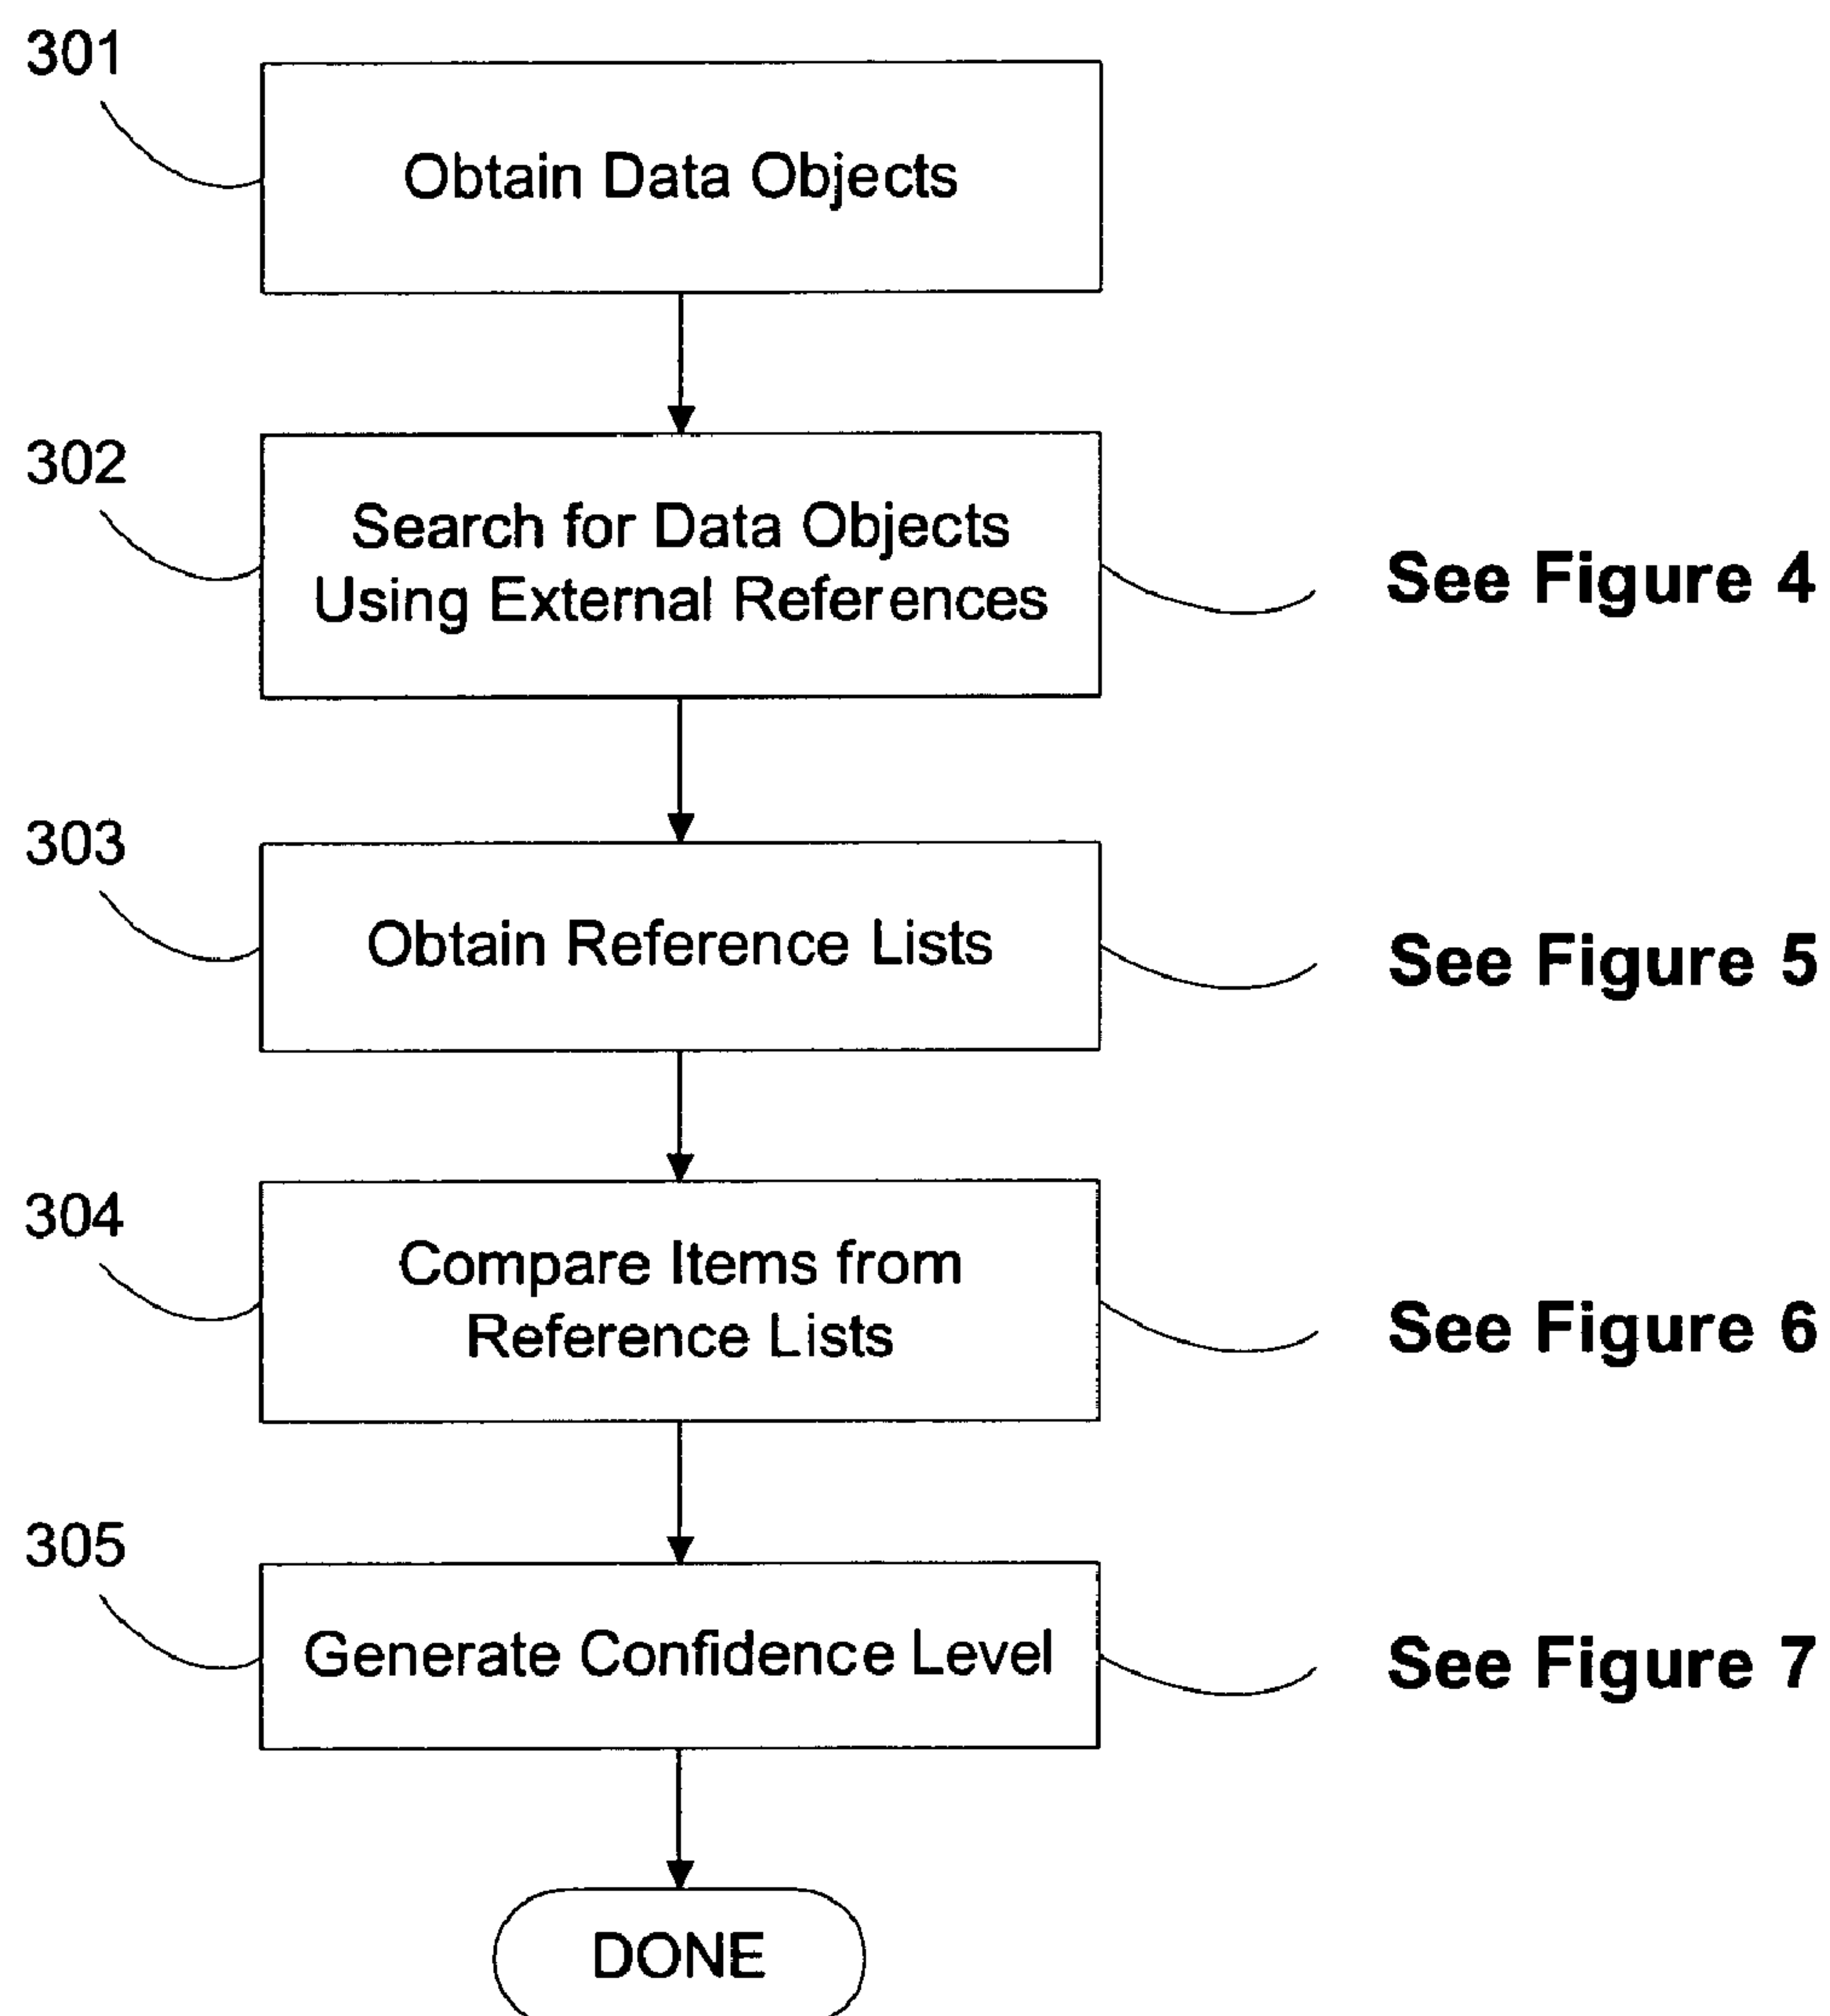 301
Obtain Data Objects
302
Search for Data Objects
Using External References
See Figure 4
303
Obtain Reference Lists
See Figure 5
304
Compare Items from
Reference Lists
See Figure 6
305
Generate Confidence Level
See Figure 7
DONE